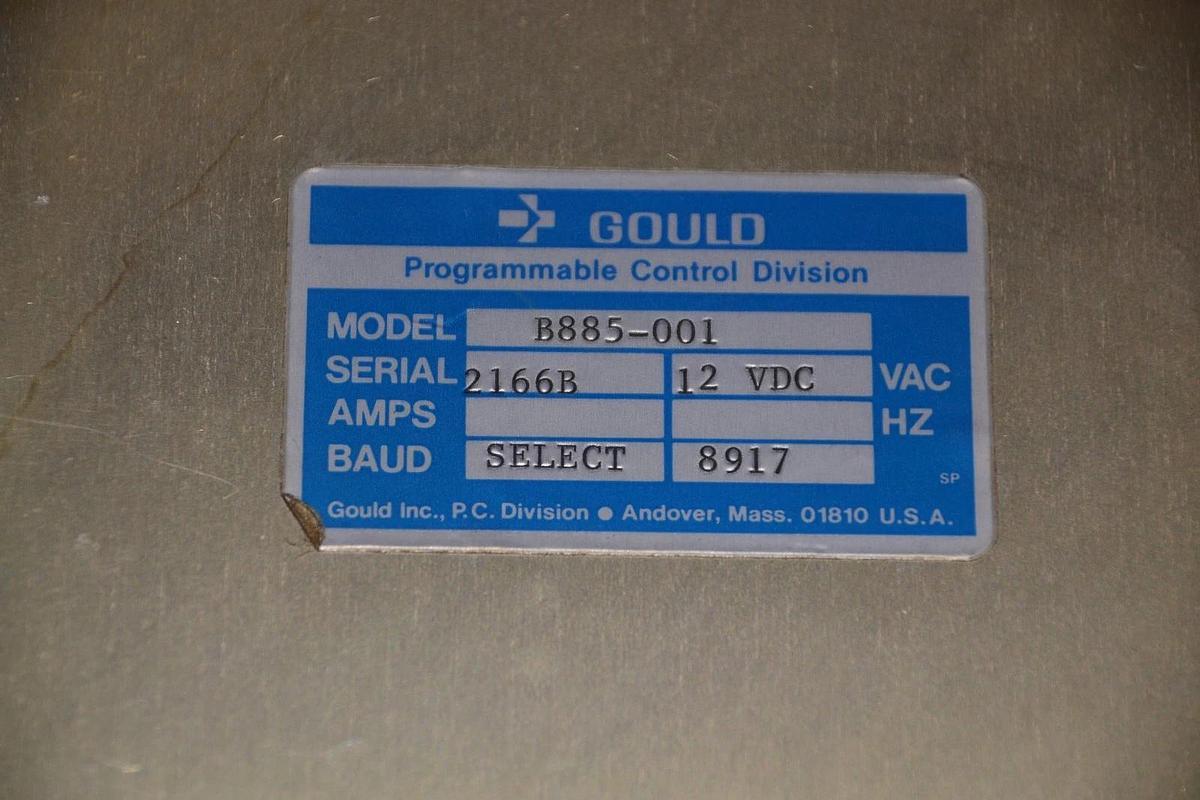 GOULD
Programmable Control Division
MODEL B885-001
SERIAL 2166B 12 VDC VAC
AMPS HZ
BAUD SELECT 8917
SP
Gould Inc., P.C. Division ● Andover, Mass. 01810 U.S.A.